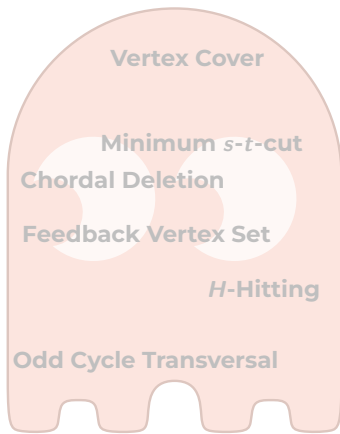 Vertex Cover
Minimum s-t-cut
Chordal Deletion
Feedback Vertex Set
H-Hitting
Odd Cycle Transversal